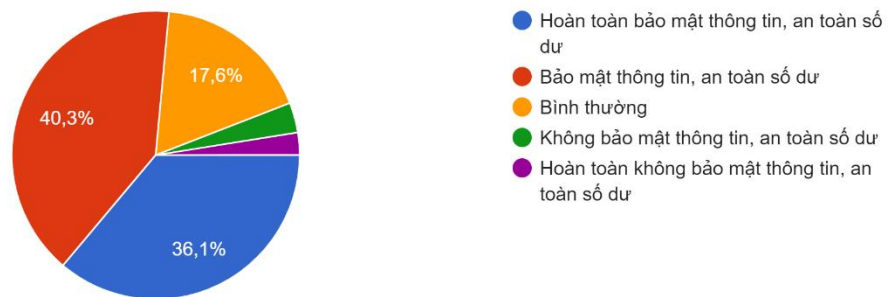 40,3%
17,6%
36,1%
Hoàn toàn bảo mật thông tin, an toàn số
dư
Bảo mật thông tin, an toàn số dư
Bình thường
Không bảo mật thông tin, an toàn số dư
Hoàn toàn không bảo mật thông tin, an
toàn số dư